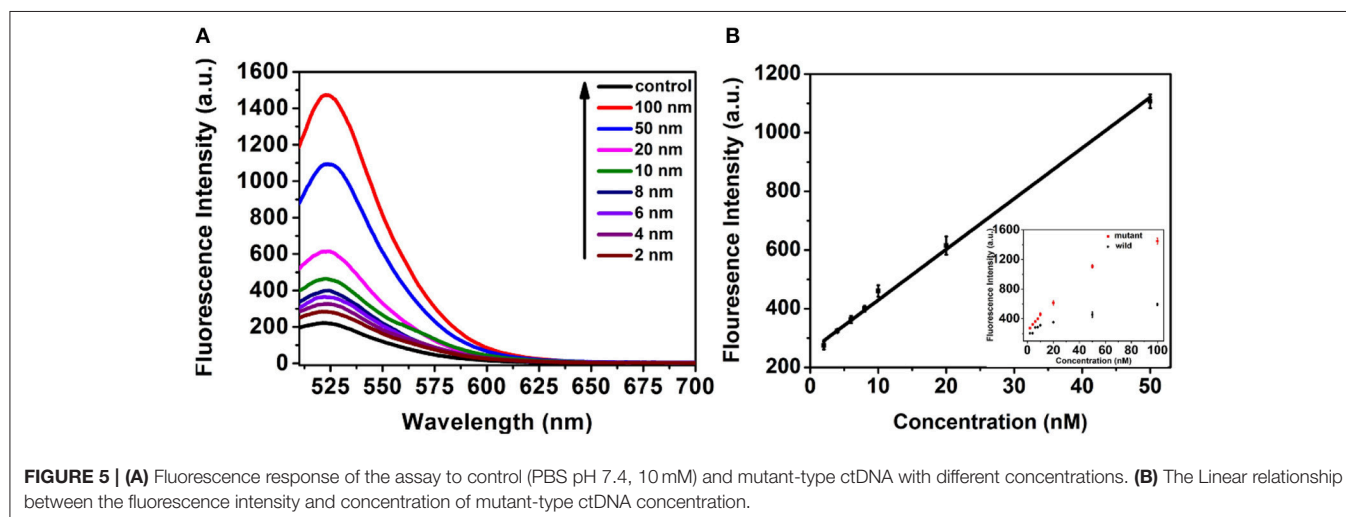 A
1600
1400
1200
1000
800
600
400
200
0
Fluorescence Intensity (a.u.)
525 550 575 600 625 650 675 700
Wavelength (nm)
control
100 nm
50 nm
20 nm
10 nm
8 nm
6 nm
4 nm
2 nm
B
1200
1000
800
600
400
200
Flouresence Intensity (a.u.)
0 10 20 30 40 50
Concentration (nM)
1600
1200
800
400
Fluorescence Intensity (a.u.)
mutant
wild
0 20 40 60 80 100
Concentration (nM)
FIGURE 5 | (A) Fluorescence response of the assay to control (PBS pH 7.4, 10 mM) and mutant-type ctDNA with different concentrations. (B) The Linear relationship
between the fluorescence intensity and concentration of mutant-type ctDNA concentration.